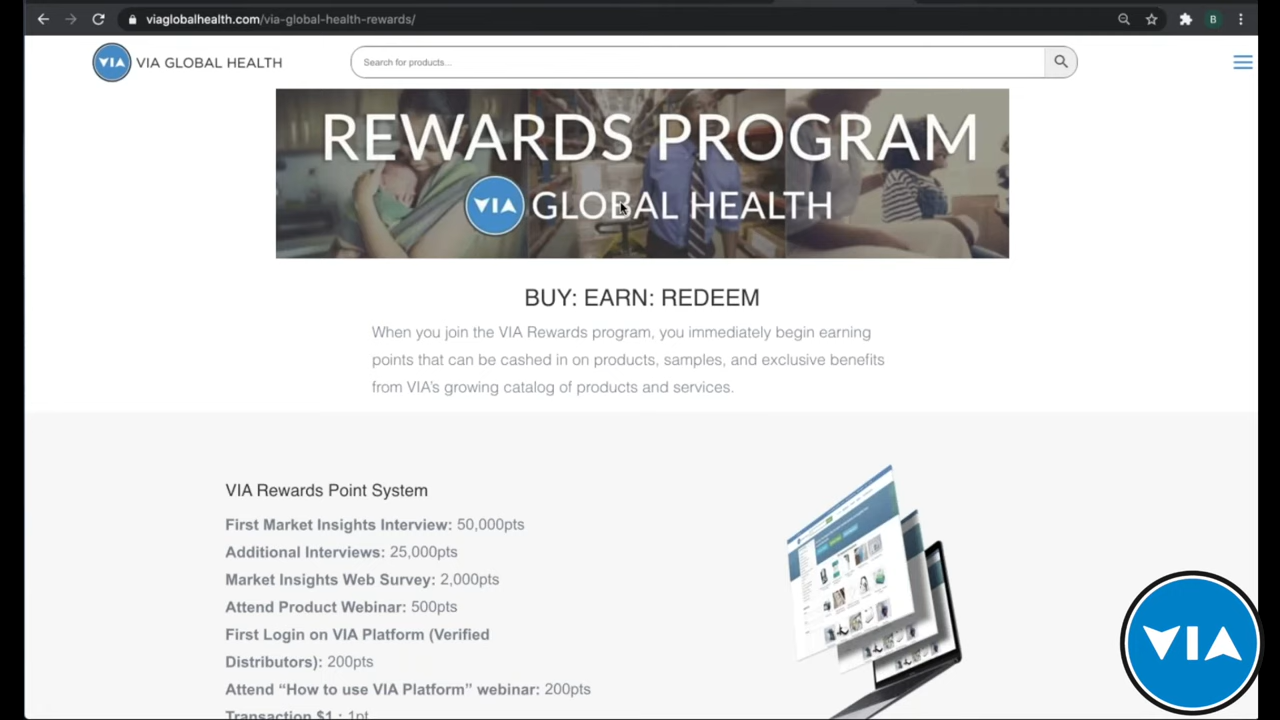 viaglobalhealth.com/via-global-health-rewards/
B
VIA VIA GLOBAL HEALTH
Search for products...
REWARDS PROGRAM
VIA GLOBAL HEALTH
BUY: EARN: REDEEM
When you join the VIA Rewards program, you immediately begin earning
points that can be cashed in on products, samples, and exclusive benefits
from VIA's growing catalog of products and services.
VIA Rewards Point System
First Market Insights Interview: 50,000pts
Additional Interviews: 25,000pts
Market Insights Web Survey: 2,000pts
Attend Product Webinar: 500pts
First Login on VIA Platform (Verified
Distributors): 200pts
Attend “How to use VIA Platform” webinar: 200pts
Transaction $1 : 1pt
VIA